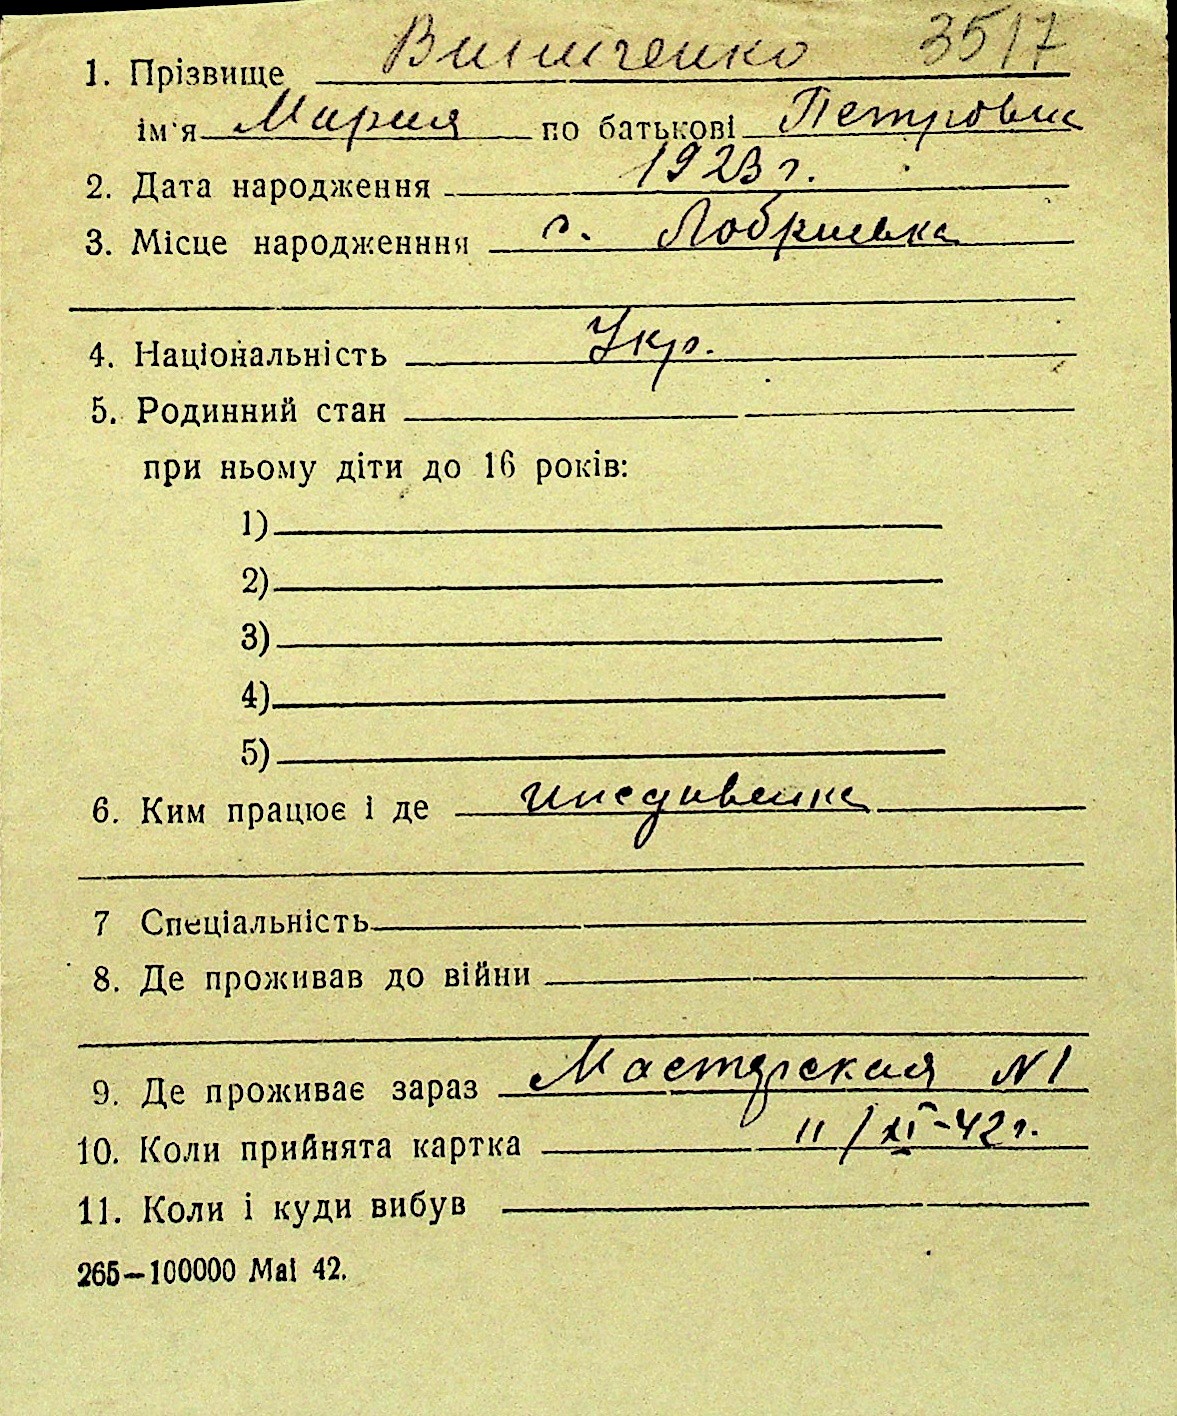 3517
1. Прізвище
ім'я Мария по батькові Петровна
2. Дата народження 1923 г.
3. Місце народженння с.
4. Національність Укр.
5. Родинний стан
при ньому діти до 16 років:
1)
2)
3)
4)
5)
6. Ким працює і де иждивенка
7 Спеціальність
8. Де проживав до війни
9. Де проживає зараз Мастерская N1
10. Коли прийнята картка 11/XI-42г.
11. Коли і куди вибув
265—100000 Mai 42.